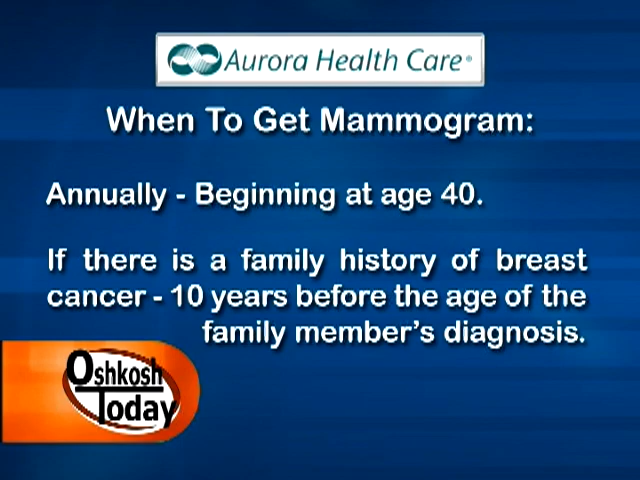 Aurora Health Care®
When To Get Mammogram:
Annually - Beginning at age 40.
If there is a family history of breast
cancer - 10 years before the age of the
family member's diagnosis.
Oshkosh
Today